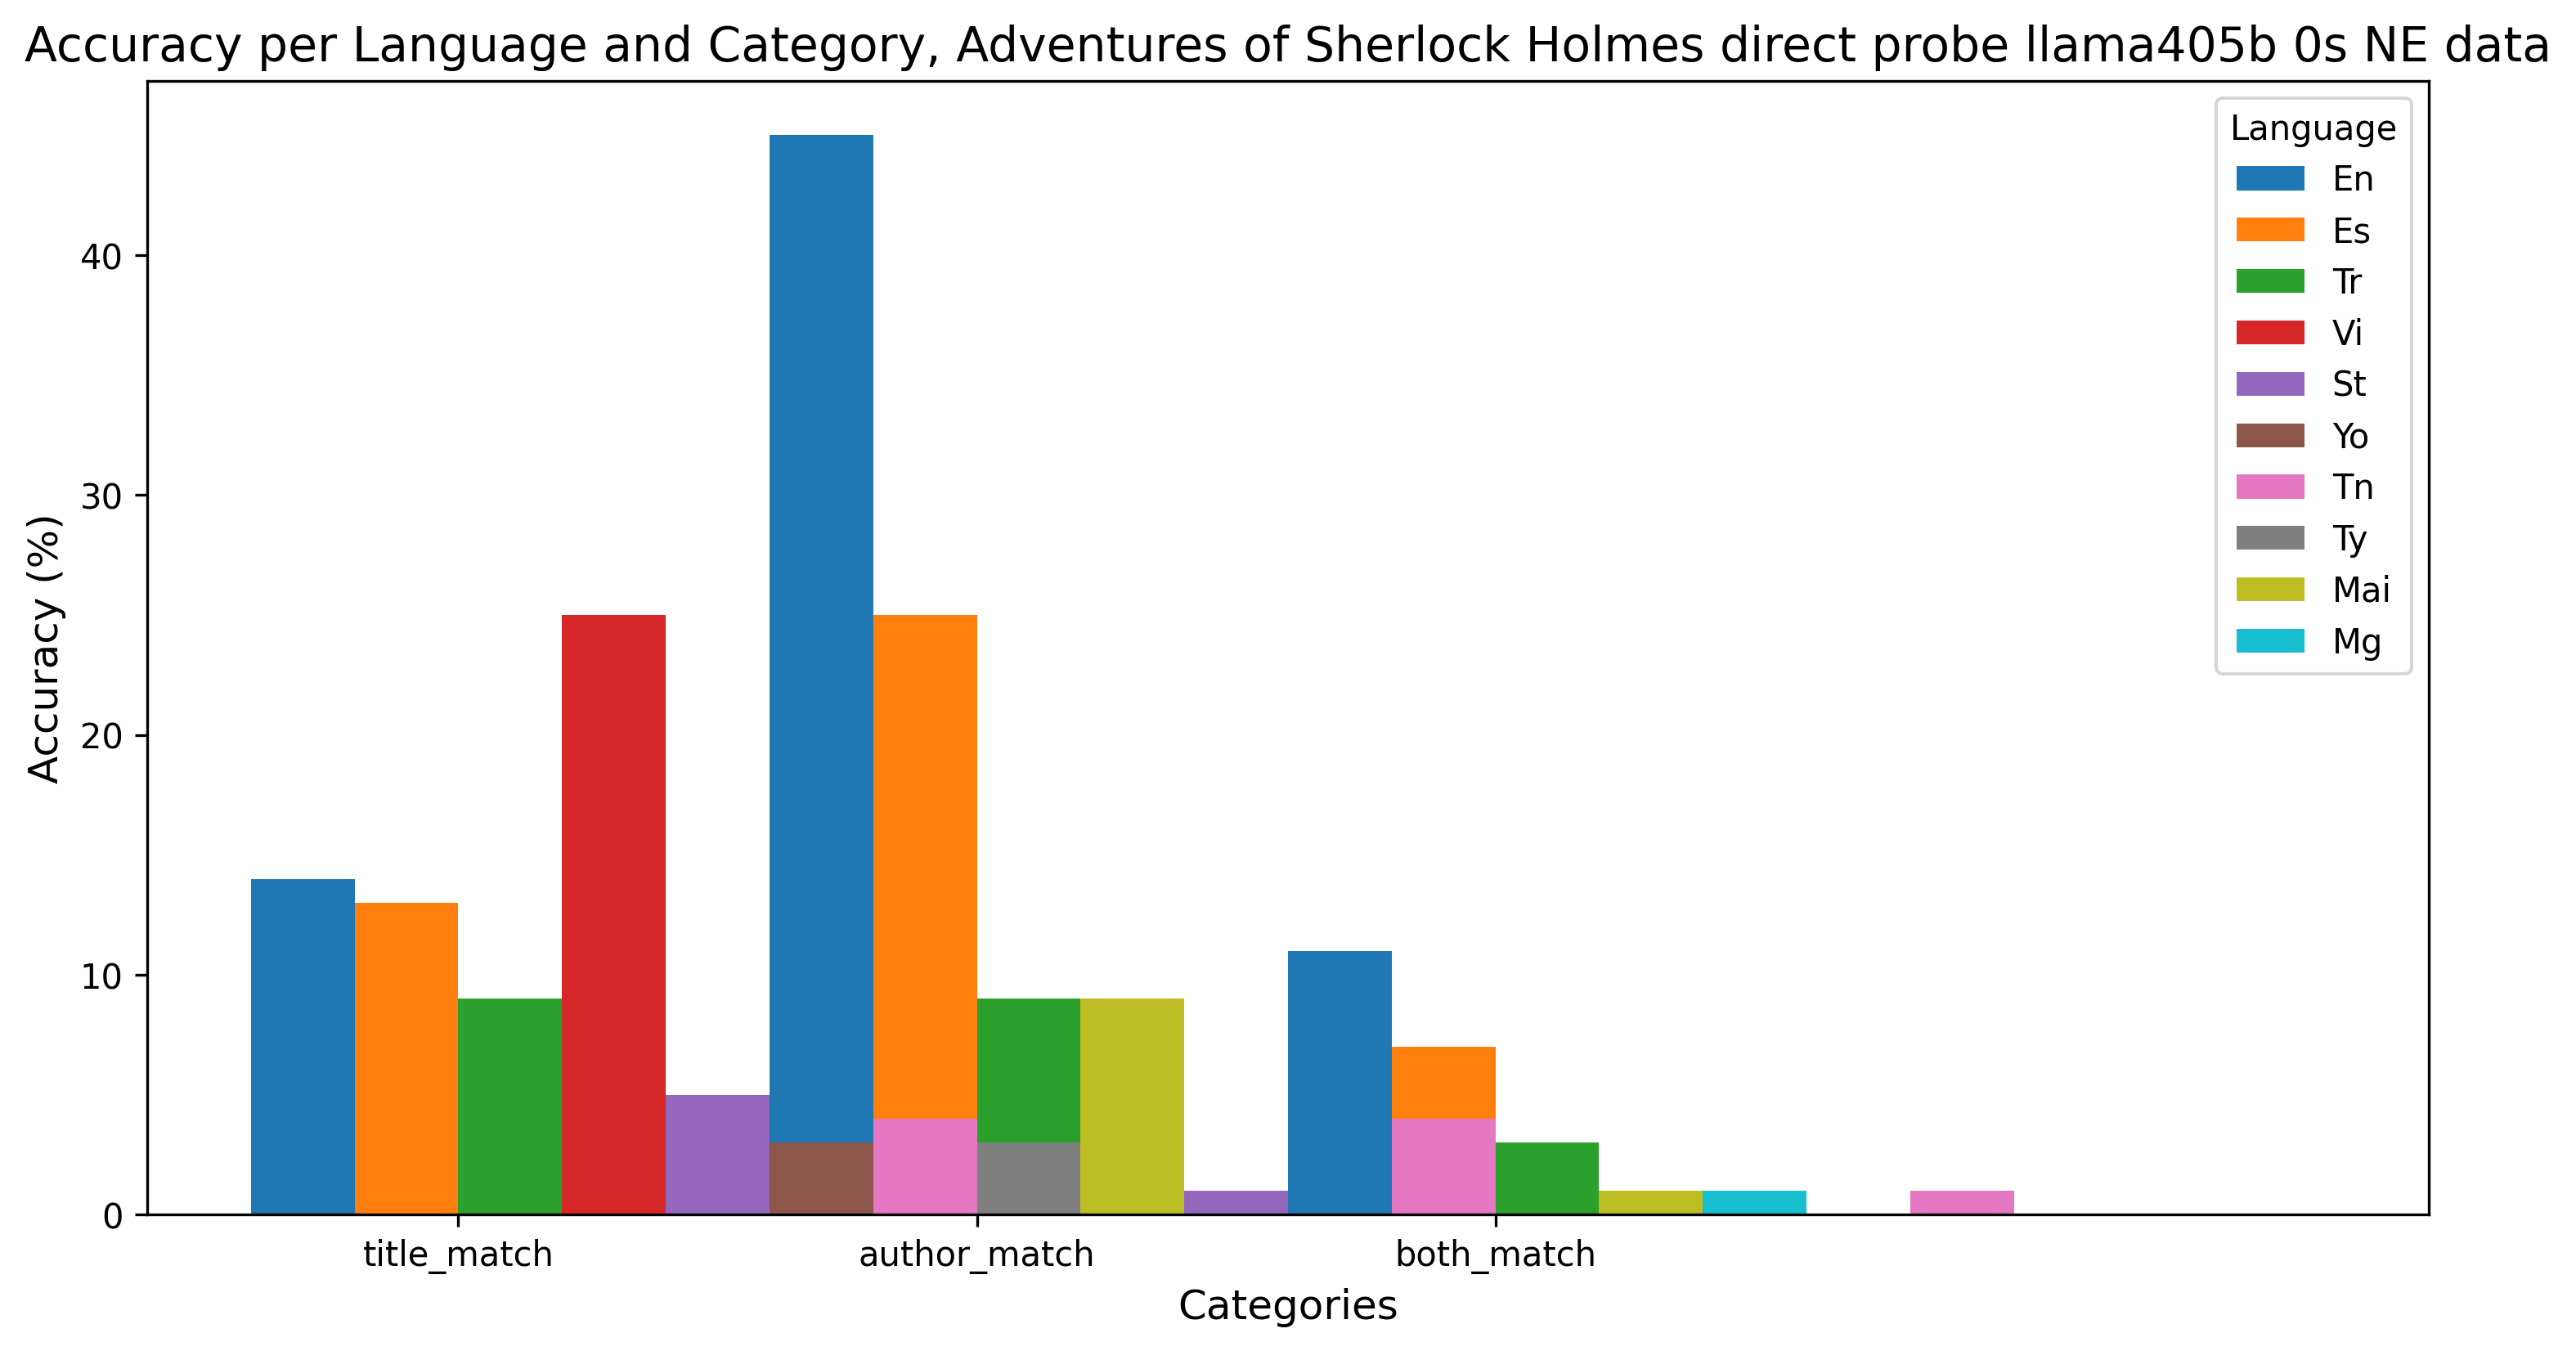 Accuracy per Language and Category, Adventures of Sherlock Holmes direct probe llama405b 0s NE data
Language
En
Es
Tr
Vi
St
Yo
Tn
Ty
Mai
Mg
Accuracy (%)
40
30
20
10
0
title_match author_match both_match
Categories